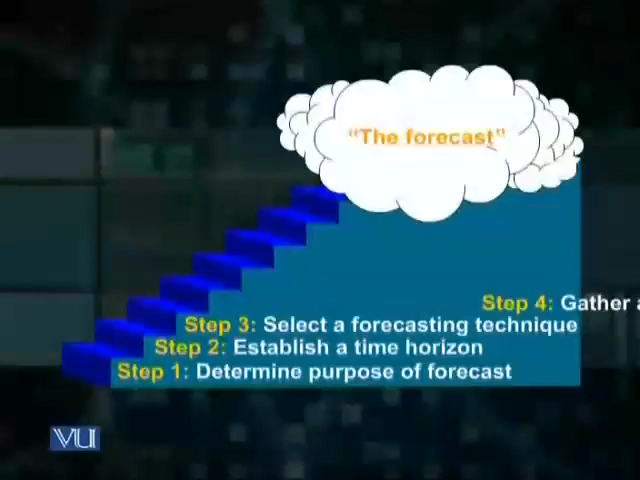 “The forecast”
Step 4: Gather a
Step 3: Select a forecasting technique
Step 2: Establish a time horizon
Step 1: Determine purpose of forecast
VU